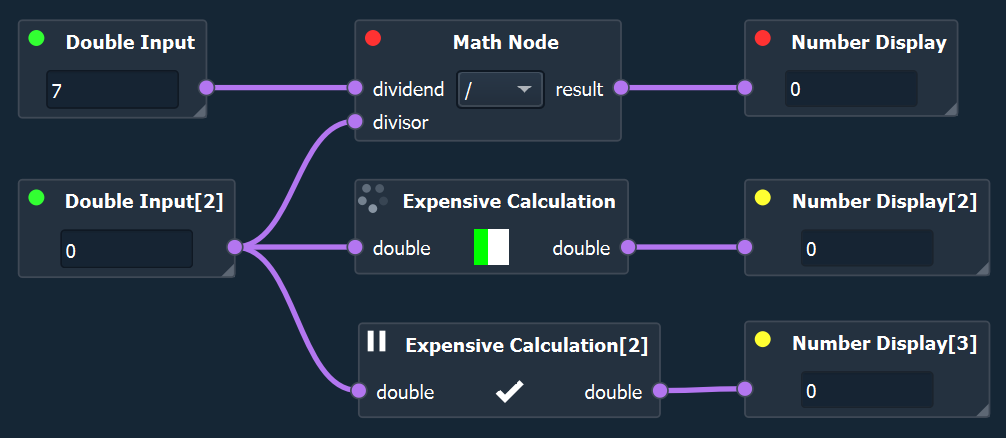 Double Input
7
Math Node
dividend / result
divisor
Number Display
0
Double Input[2]
0
Expensive Calculation
double double
Number Display[2]
0
Expensive Calculation[2]
double double
Number Display[3]
0